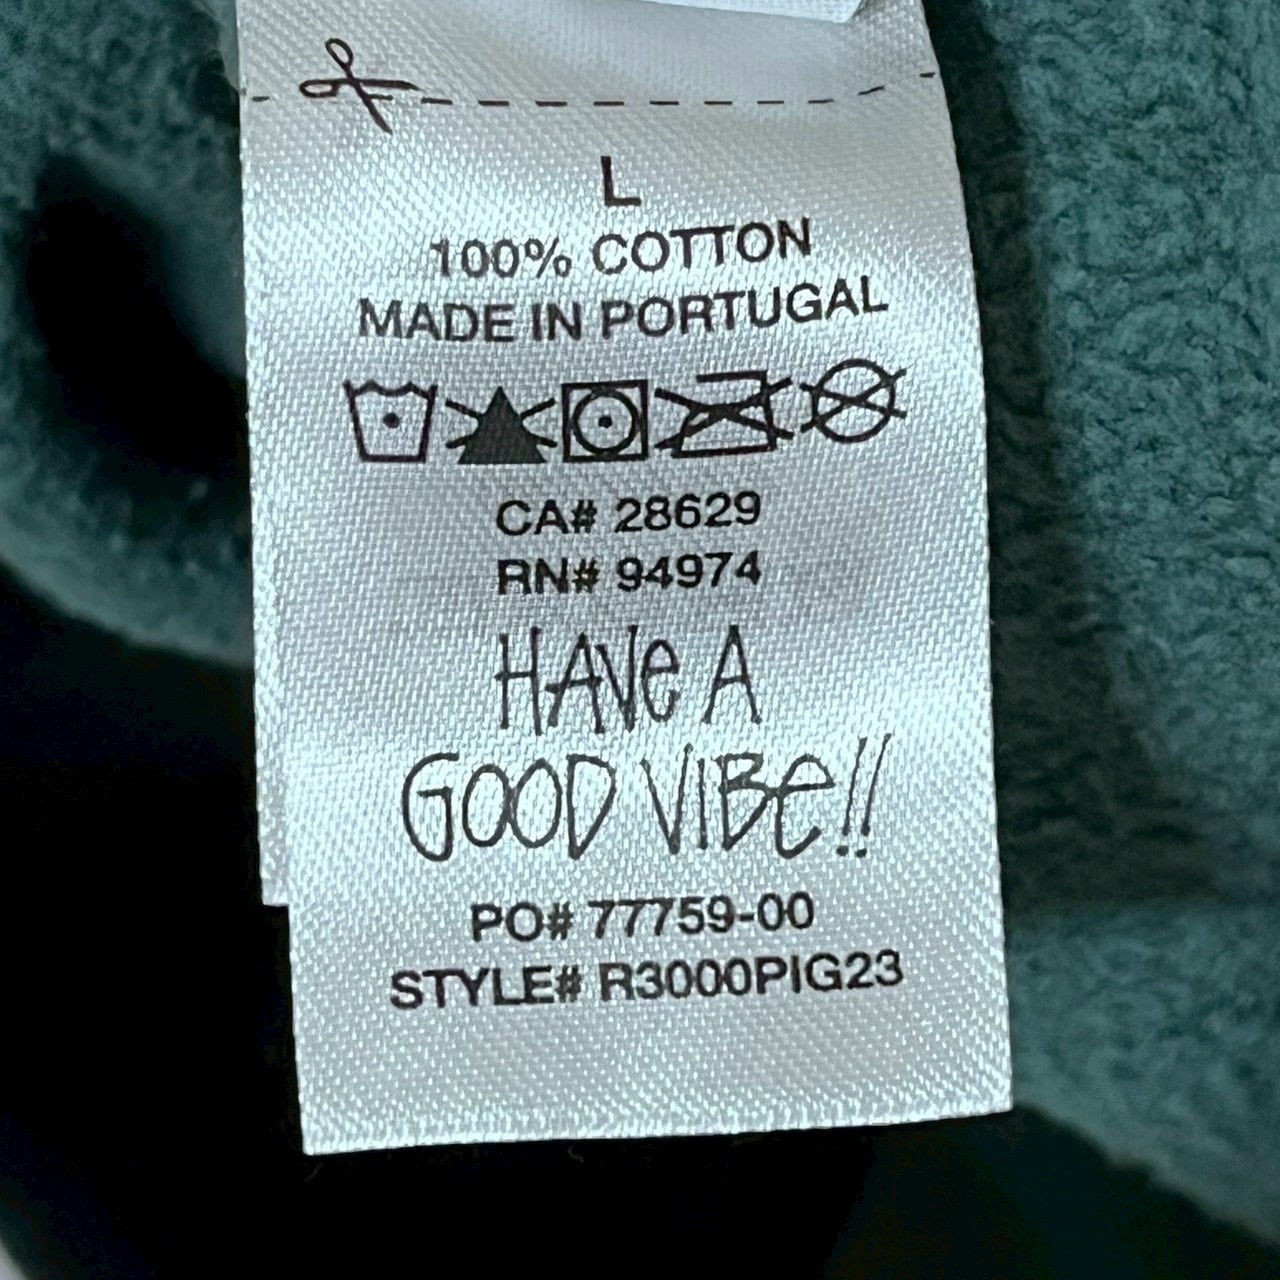 L
100% COTTON
MADE IN PORTUGAL
CA# 28629
RN# 94974
HAVe A
GOOD VIBe!!
PO# 77759-00
STYLE# R3000PIG23